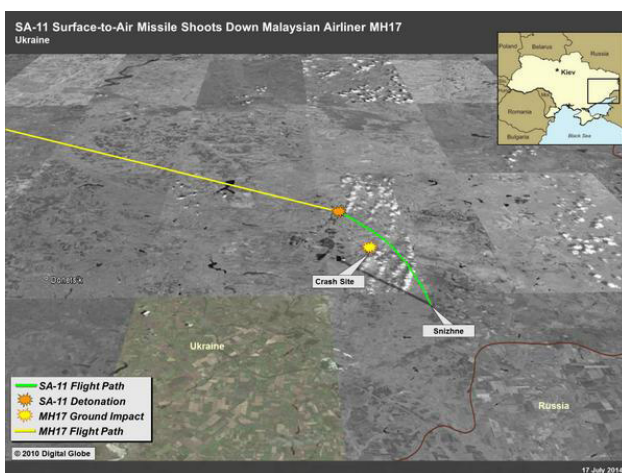 SA-11 Surface-to-Air Missile Shoots Down Malaysian Airliner MH17
Ukraine
Poland
Belarus
Russia
Kiev
Romania
Bulgaria
Black Sea
Donets'k
Crash Site
Snizhne
Ukraine
Russia
SA-11 Flight Path
SA-11 Detonation
MH17 Ground Impact
MH17 Flight Path
© 2010 Digital Globe
17 July 2014